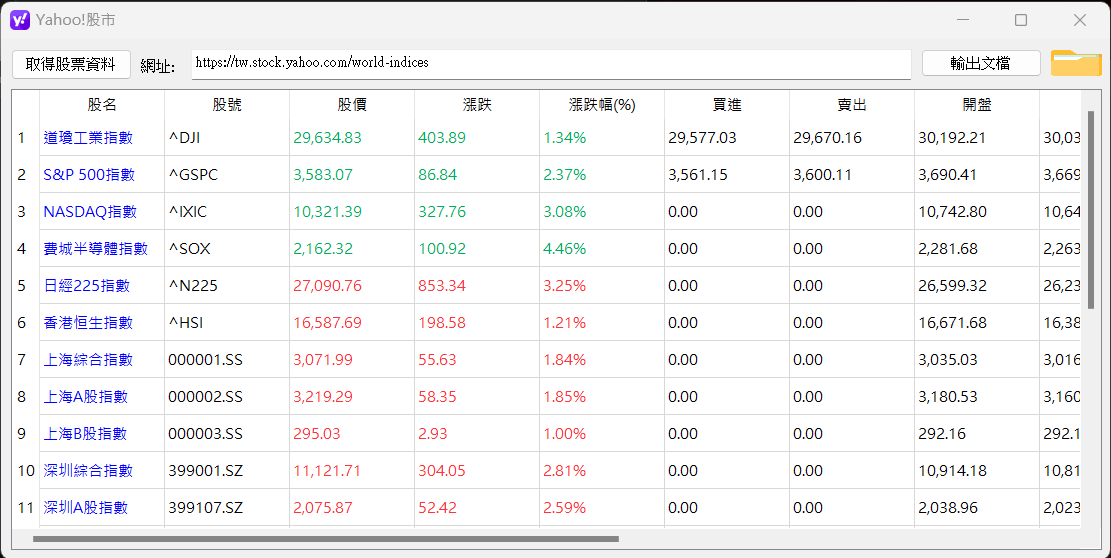 y! Yahoo!股市
取得股票資料 網址: https://tw.stock.yahoo.com/world-indices 輸出文檔
股名 股號 股價 漲跌 漲跌幅(%) 買進 賣出 開盤
1 道瓊工業指數 ^DJI 29,634.83 403.89 1.34% 29,577.03 29,670.16 30,192.21 30,03
2 S&P 500指數 ^GSPC 3,583.07 86.84 2.37% 3,561.15 3,600.11 3,690.41 3,669
3 NASDAQ指數 ^IXIC 10,321.39 327.76 3.08% 0.00 0.00 10,742.80 10,64
4 費城半導體指數 ^SOX 2,162.32 100.92 4.46% 0.00 0.00 2,281.68 2,263
5 日經225指數 ^N225 27,090.76 853.34 3.25% 0.00 0.00 26,599.32 26,23
6 香港恒生指數 ^HSI 16,587.69 198.58 1.21% 0.00 0.00 16,671.68 16,38
7 上海綜合指數 000001.SS 3,071.99 55.63 1.84% 0.00 0.00 3,035.03 3,016
8 上海A股指數 000002.SS 3,219.29 58.35 1.85% 0.00 0.00 3,180.53 3,160
9 上海B股指數 000003.SS 295.03 2.93 1.00% 0.00 0.00 292.16 292.1
10 深圳綜合指數 399001.SZ 11,121.71 304.05 2.81% 0.00 0.00 10,914.18 10,81
11 深圳A股指數 399107.SZ 2,075.87 52.42 2.59% 0.00 0.00 2,038.96 2,023